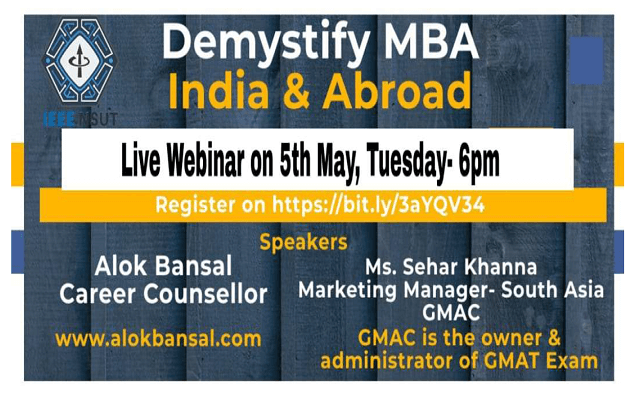 Demystify MBA
India & Abroad
IEEE NSUT
Live Webinar on 5th May, Tuesday- 6pm
Register on https://bit.ly/3aYQV34
Speakers
Alok Bansal
Career Counsellor
www.alokbansal.com
Ms. Sehar Khanna
Marketing Manager- South Asia
GMAC
GMAC is the owner &
administrator of GMAT Exam